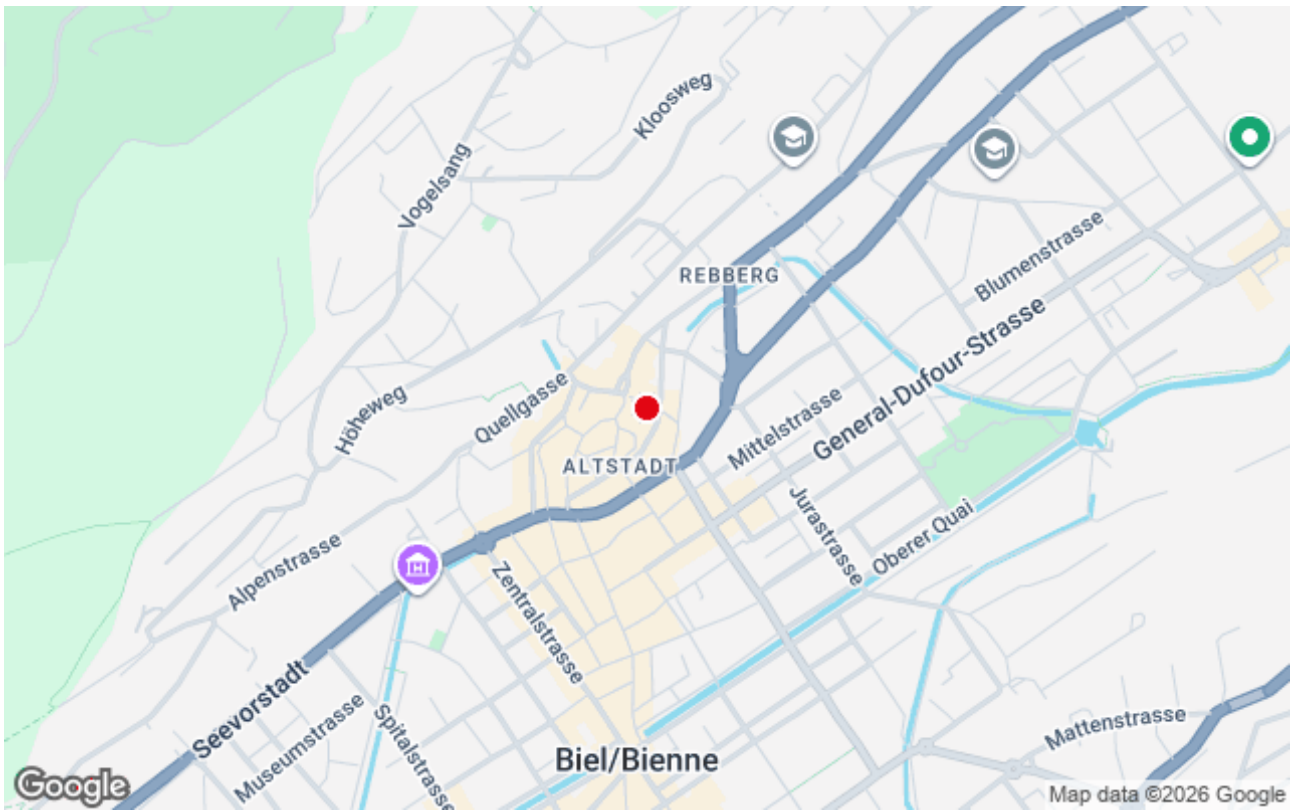 Kloosweg
Vogelsang
REBBERG
Blumenstrasse
General-Dufour-Strasse
Höheweg
Quellgasse
Mittelstrasse
ALTSTADT
Jurastrasse
Oberer Quai
Alpenstrasse
Zentralstrasse
Seevorstadt
Museumstrasse
Spitalstrasse
Mattenstrasse
Biel/Bienne
Google
Map data ©2026 Google